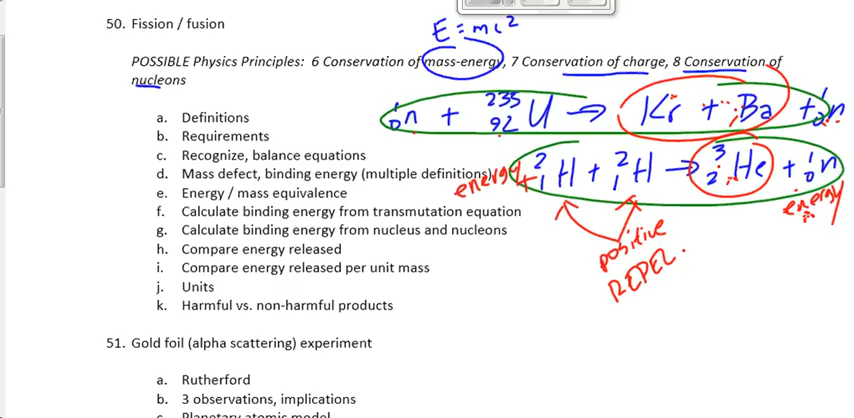 50. Fission / fusion
E = mc²
POSSIBLE Physics Principles: 6 Conservation of mass-energy, 7 Conservation of charge, 8 Conservation of
nucleons
a. Definitions
b. Requirements
c. Recognize, balance equations
d. Mass defect, binding energy (multiple definitions)
e. Energy / mass equivalence
f. Calculate binding energy from transmutation equation
g. Calculate binding energy from nucleus and nucleons
h. Compare energy released
i. Compare energy released per unit mass
j. Units
k. Harmful vs. non-harmful products
¹₀n + ²³⁵₉₂U → Kr + Ba + ¹₀n
energy + ²₁H + ²₁H → ³₂He + ¹₀n
energy
positive
REPEL.
51. Gold foil (alpha scattering) experiment
a. Rutherford
b. 3 observations, implications
c. Planetary atomic model